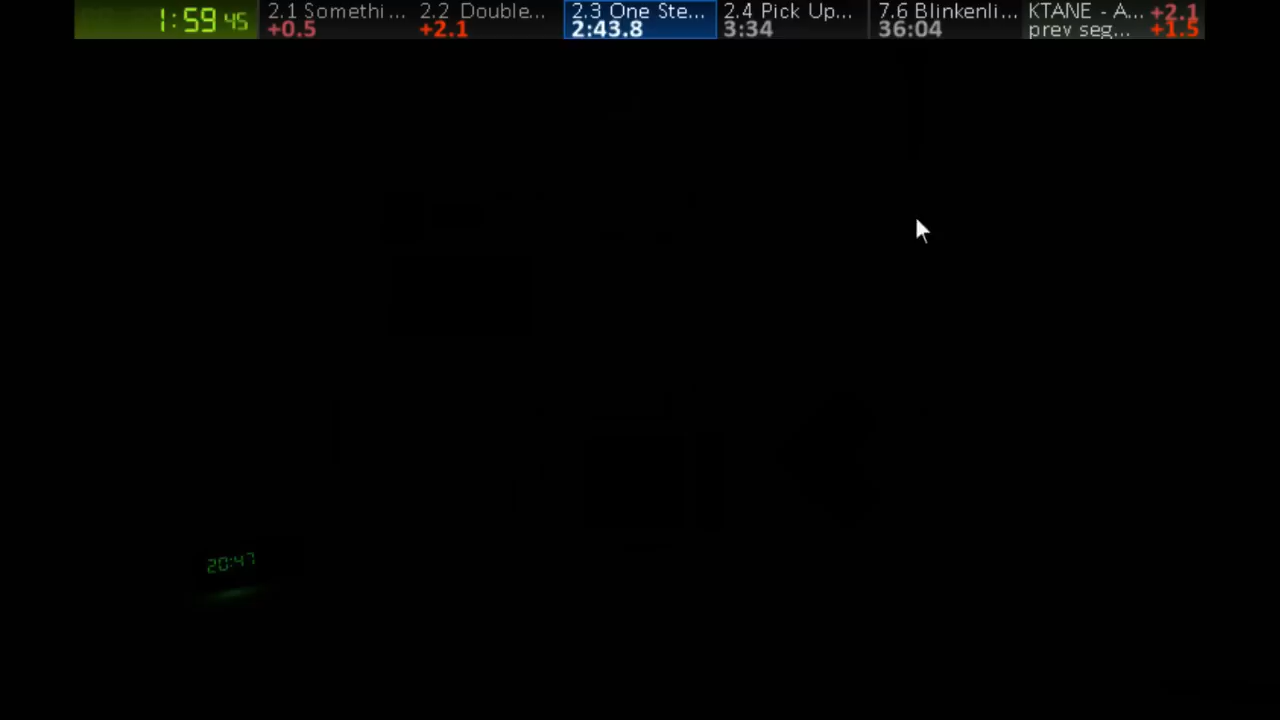 1:59 45
2.1 Somethi...
+0.5
2.2 Double...
+2.1
2.3 One Ste...
2:43.8
2.4 Pick Up...
3:34
7.6 Blinkenli...
36:04
KTANE - A... +2.1
prev seg... +1.5
20:47